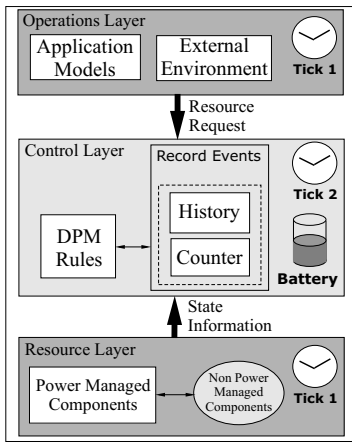 Operations Layer
Application
Models
External
Environment
Tick 1
Resource
Request
Control Layer
Record Events
Tick 2
History
DPM
Rules
Counter
Battery
State
Information
Resource Layer
Power Managed
Components
Non Power
Managed
Components
Tick 1